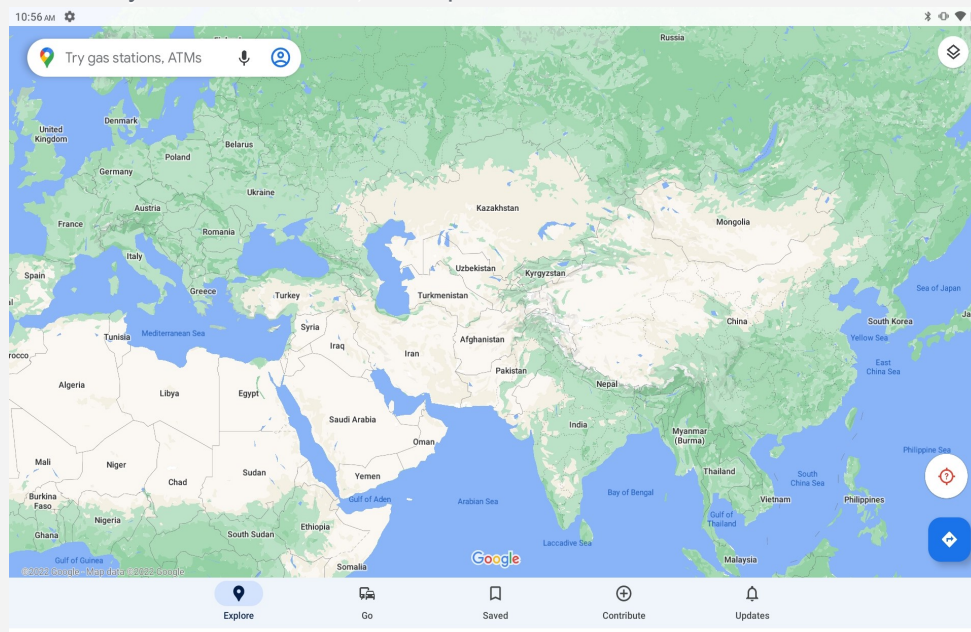 10:56 AM
Try gas stations, ATMs
Russia
United
Kingdom
Denmark
Belarus
Poland
Germany
Ukraine
Austria
France
Romania
Italy
Spain
Greece
Turkey
Kazakhstan
Mongolia
Uzbekistan
Kyrgyzstan
Turkmenistan
Sea of Japan
China
South Korea
Yellow Sea
East
China Sea
Mediterranean Sea
Tunisia
Syria
Iraq
Iran
Afghanistan
Pakistan
Nepal
Algeria
Libya
Egypt
Saudi Arabia
Oman
India
Myanmar
(Burma)
Philippine Sea
Mali
Niger
Chad
Sudan
Yemen
Gulf of Aden
Arabian Sea
Bay of Bengal
Thailand
South
China Sea
Vietnam
Philippines
Burkina
Faso
Nigeria
Ghana
South Sudan
Ethiopia
Gulf of
Thailand
Laccadive Sea
Gulf of Guinea
Somalia
Malaysia
Google
©2022 Google - Map data ©2022 Google
Explore
Go
Saved
Contribute
Updates